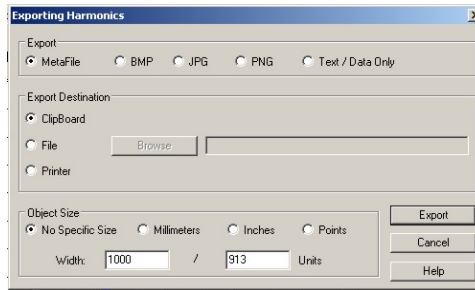 Exporting Harmonics
Export
MetaFile BMP JPG PNG Text / Data Only
Export Destination
ClipBoard
File Browse
Printer
Object Size
No Specific Size Millimeters Inches Points
Width: 1000 / 913 Units
Export
Cancel
Help